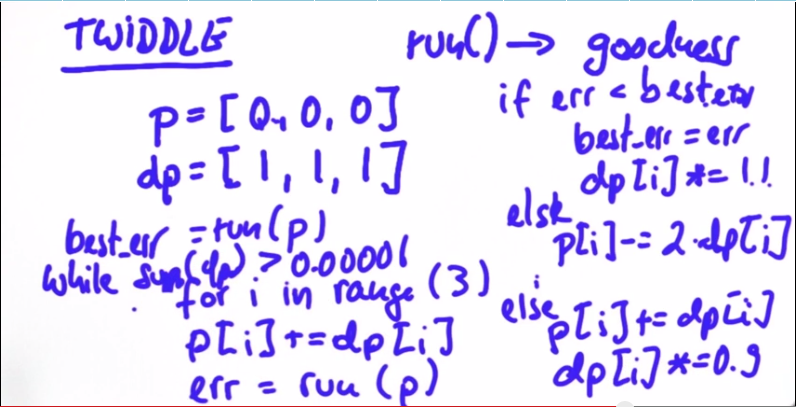 TWIDDLE
run() → goodness
p = [0, 0, 0]
dp = [1, 1, 1]
best_err = run(p)
while sum(dp) > 0.00001
for i in range (3)
p[i] += dp[i]
err = run (p)
if err < best_err
best_err = err
dp[i] *= 1.1
else
p[i] -= 2·dp[i]
else
p[i] += dp[i]
dp[i] *= 0.9